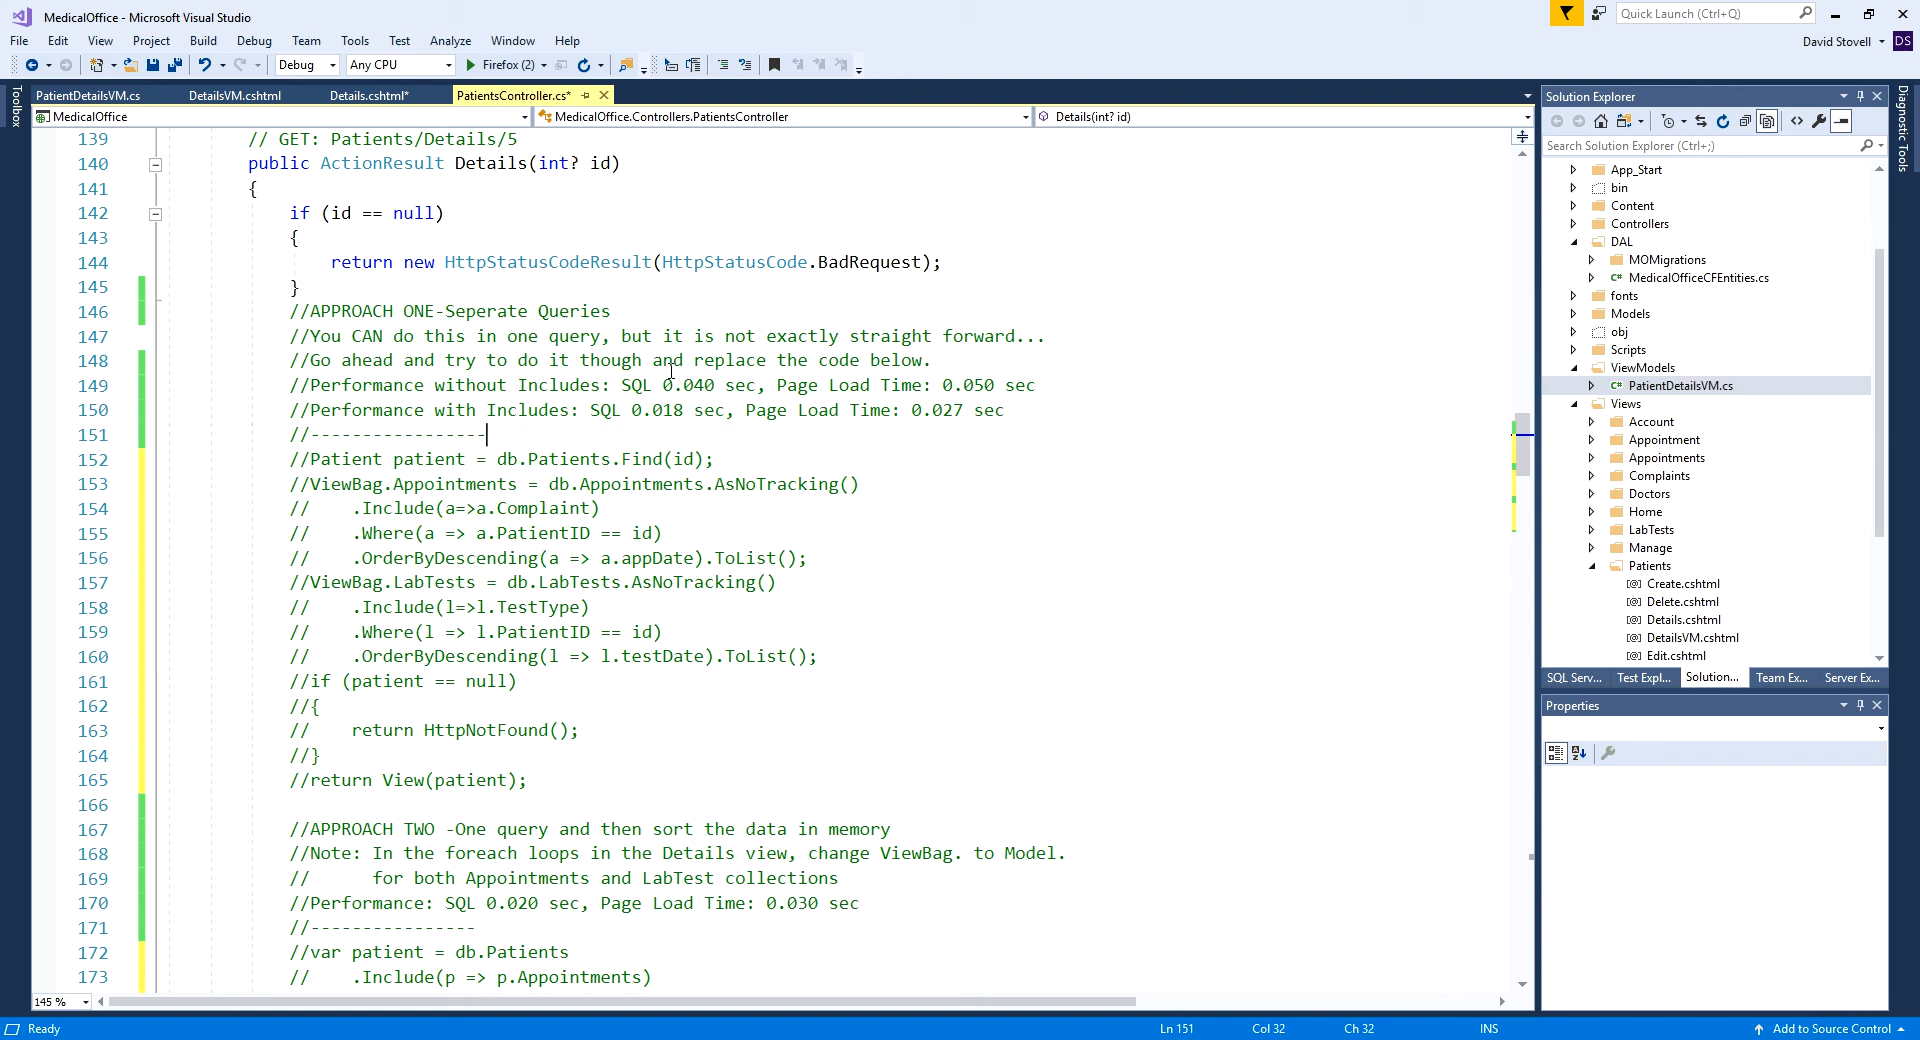 MedicalOffice - Microsoft Visual Studio
Quick Launch (Ctrl+Q)
File Edit View Project Build Debug Team Tools Test Analyze Window Help
David Stovell DS
Debug Any CPU Firefox (2)
Toolbox
PatientDetailsVM.cs DetailsVM.cshtml Details.cshtml* PatientsController.cs*
MedicalOffice MedicalOffice.Controllers.PatientsController Details(int? id)
139 // GET: Patients/Details/5
140 public ActionResult Details(int? id)
141 {
142 if (id == null)
143 {
144 return new HttpStatusCodeResult(HttpStatusCode.BadRequest);
145 }
146 //APPROACH ONE-Seperate Queries
147 //You CAN do this in one query, but it is not exactly straight forward...
148 //Go ahead and try to do it though and replace the code below.
149 //Performance without Includes: SQL 0.040 sec, Page Load Time: 0.050 sec
150 //Performance with Includes: SQL 0.018 sec, Page Load Time: 0.027 sec
151 //-----------------
152 //Patient patient = db.Patients.Find(id);
153 //ViewBag.Appointments = db.Appointments.AsNoTracking()
154 // .Include(a=>a.Complaint)
155 // .Where(a => a.PatientID == id)
156 // .OrderByDescending(a => a.appDate).ToList();
157 //ViewBag.LabTests = db.LabTests.AsNoTracking()
158 // .Include(l=>l.TestType)
159 // .Where(l => l.PatientID == id)
160 // .OrderByDescending(l => l.testDate).ToList();
161 //if (patient == null)
162 //{
163 // return HttpNotFound();
164 //}
165 //return View(patient);
166
167 //APPROACH TWO -One query and then sort the data in memory
168 //Note: In the foreach loops in the Details view, change ViewBag. to Model.
169 // for both Appointments and LabTest collections
170 //Performance: SQL 0.020 sec, Page Load Time: 0.030 sec
171 //----------------
172 //var patient = db.Patients
173 // .Include(p => p.Appointments)
145 %
Solution Explorer
Search Solution Explorer (Ctrl+;)
App_Start
bin
Content
Controllers
DAL
MOMigrations
C# MedicalOfficeCFEntities.cs
fonts
Models
obj
Scripts
ViewModels
C# PatientDetailsVM.cs
Views
Account
Appointment
Appointments
Complaints
Doctors
Home
LabTests
Manage
Patients
[@] Create.cshtml
[@] Delete.cshtml
[@] Details.cshtml
[@] DetailsVM.cshtml
[@] Edit.cshtml
SQL Serv... Test Expl... Solution... Team Ex... Server Ex...
Properties
Diagnostic Tools
Ready Ln 151 Col 32 Ch 32 INS Add to Source Control